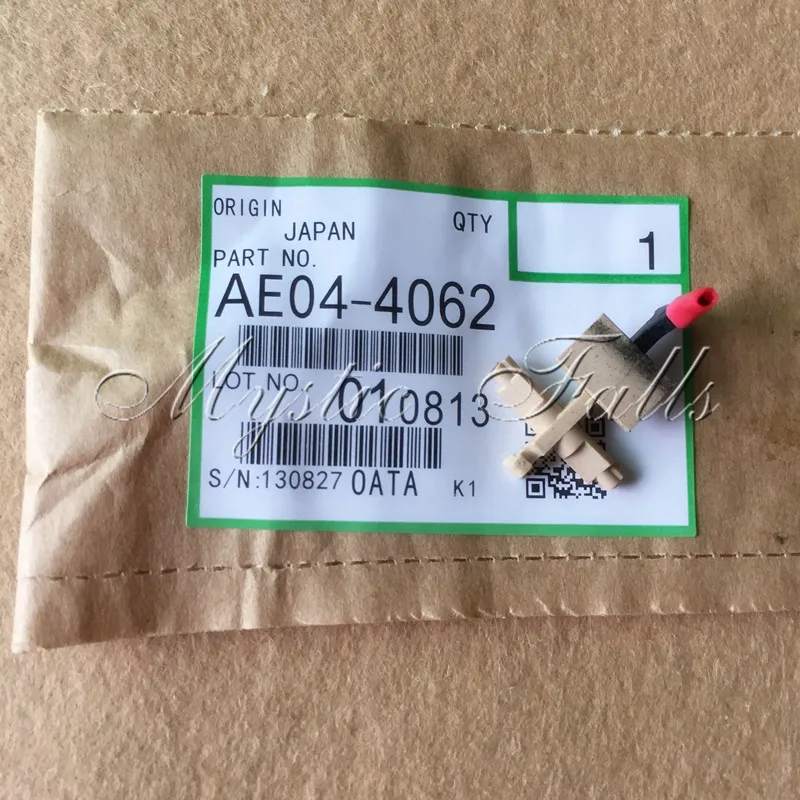 ORIGIN
JAPAN
QTY
1
PART NO.
AE04-4062
LOT NO. 010813
S/N:130827 0ATA K1
Mystic Falls